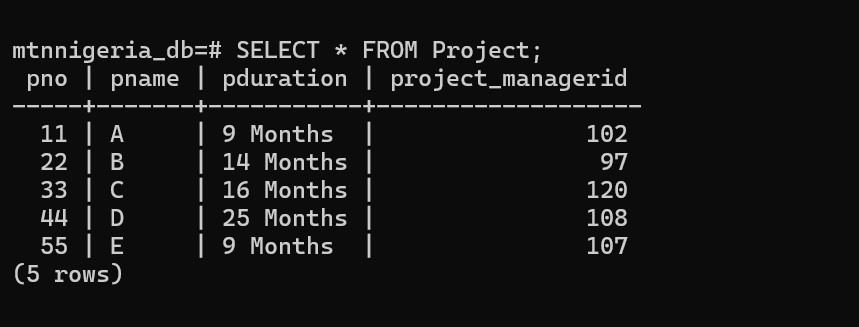 mtnnigeria_db=# SELECT * FROM Project;
 pno | pname | pduration | project_managerid
-----+-------+-----------+-------------------
  11 | A     | 9 Months  |               102
  22 | B     | 14 Months |                97
  33 | C     | 16 Months |               120
  44 | D     | 25 Months |               108
  55 | E     | 9 Months  |               107
(5 rows)